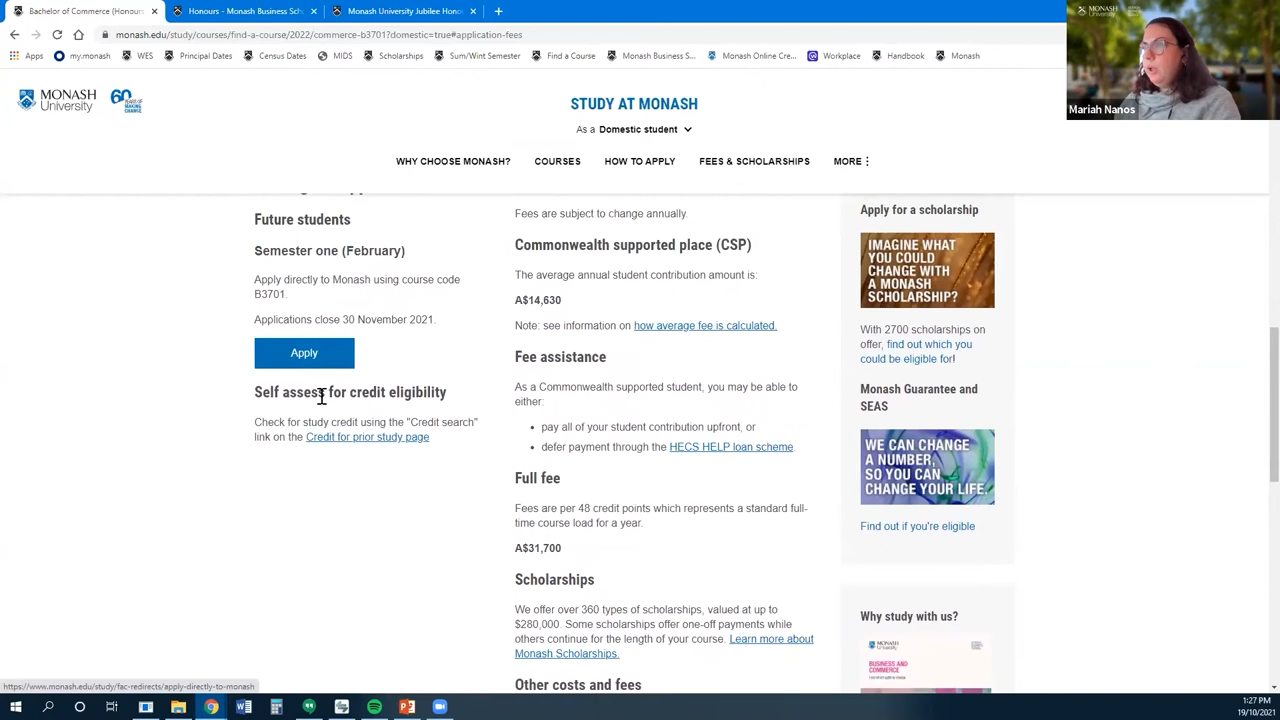 Bachelor of Commerce (Honours)
Honours - Monash Business Sch
Monash University Jubilee Hono
monash.edu/study/courses/find-a-course/2022/commerce-b3701?domestic=true#application-fees
Apps
my.monash
WES
Principal Dates
Census Dates
MIDS
Scholarships
Sum/Wint Semester
Find a Course
Monash Business S...
Monash Online Cre...
Workplace
Handbook
Monash
MONASH University
Mariah Nanos
MONASH
University
60
STUDY AT MONASH
As a Domestic student
WHY CHOOSE MONASH?
COURSES
HOW TO APPLY
FEES & SCHOLARSHIPS
MORE
Future students
Semester one (February)
Apply directly to Monash using course code
B3701.
Applications close 30 November 2021.
Apply
Self assess for credit eligibility
Check for study credit using the "Credit search"
link on the Credit for prior study page
Fees are subject to change annually.
Commonwealth supported place (CSP)
The average annual student contribution amount is:
A$14,630
Note: see information on how average fee is calculated.
Fee assistance
As a Commonwealth supported student, you may be able to
either:
• pay all of your student contribution upfront, or
• defer payment through the HECS HELP loan scheme.
Full fee
Fees are per 48 credit points which represents a standard full-
time course load for a year.
A$31,700
Scholarships
We offer over 360 types of scholarships, valued at up to
$280,000. Some scholarships offer one-off payments while
others continue for the length of your course. Learn more about
Monash Scholarships.
Other costs and fees
Apply for a scholarship
IMAGINE WHAT
YOU COULD
CHANGE WITH
A MONASH
SCHOLARSHIP?
With 2700 scholarships on
offer, find out which you
could be eligible for!
Monash Guarantee and
SEAS
WE CAN CHANGE
A NUMBER,
SO YOU CAN
CHANGE YOUR LIFE.
Find out if you're eligible
Why study with us?
MONASH
University
BUSINESS AND
COMMERCE
https://www.monash.edu/study/fac-redirects/apply-directly-to-monash
1:27 PM
19/10/2021